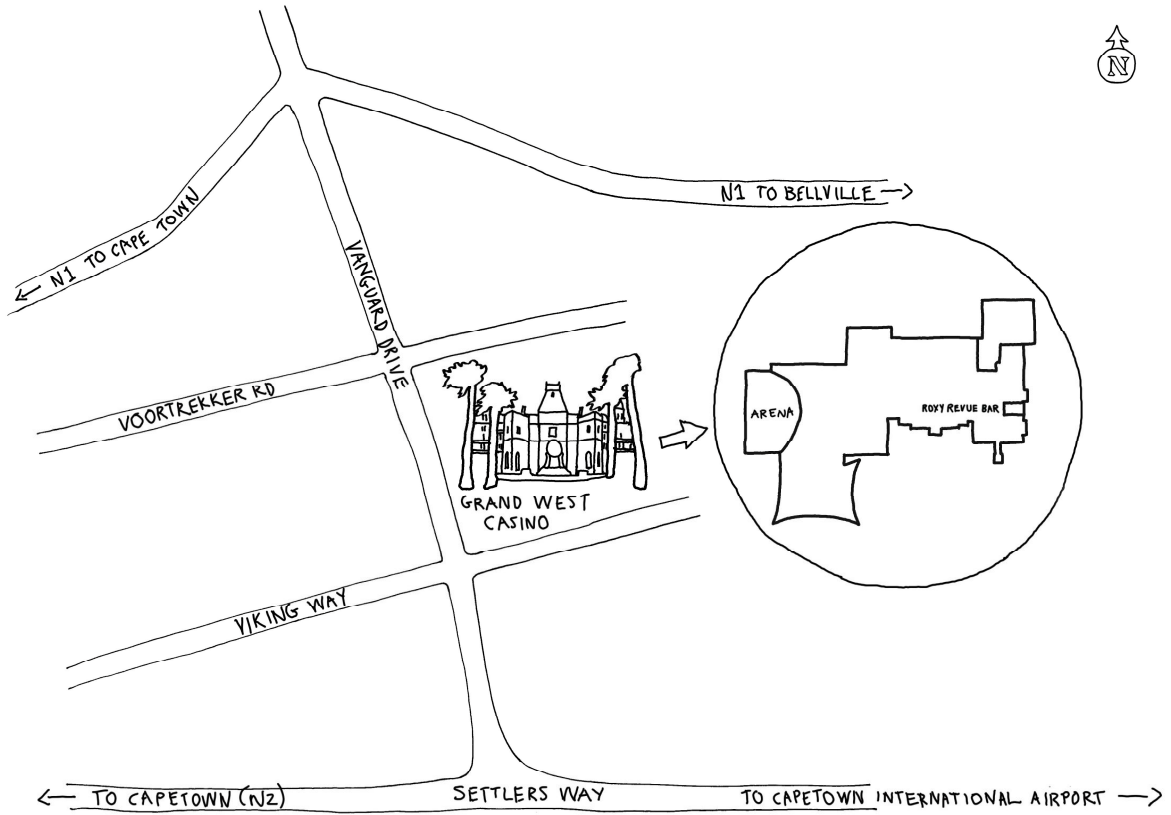 N
N1 TO BELLVILLE
N1 TO CAPE TOWN
VANGUARD DRIVE
VOORTREKKER RD
ARENA
ROXY REVUE BAR
GRAND WEST
CASINO
VIKING WAY
TO CAPETOWN (N2)
SETTLERS WAY
TO CAPETOWN INTERNATIONAL AIRPORT